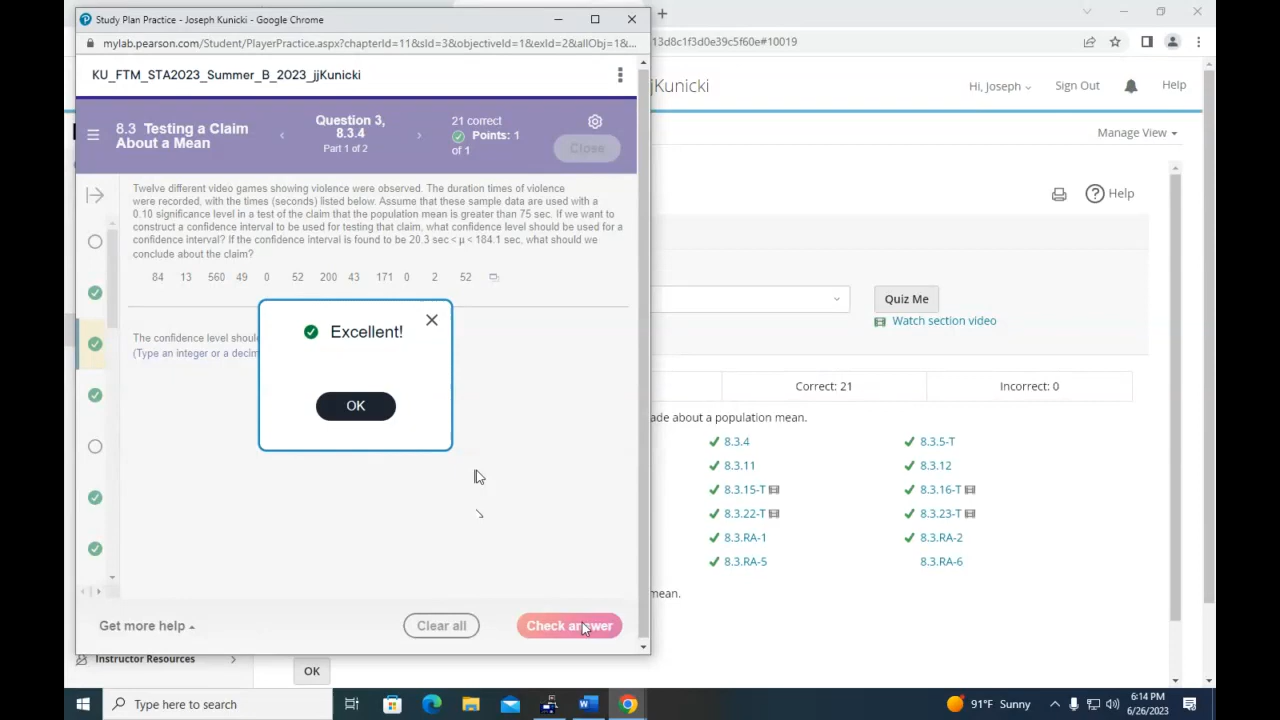 Study Plan Practice - Joseph Kunicki - Google Chrome
mylab.pearson.com/Student/PlayerPractice.aspx?chapterId=11&sId=3&objectiveId=1&exId=2&allObj=1&...
13d8c1f3d0e39c5f60e#10019
KU_FTM_STA2023_Summer_B_2023_jjKunicki
jKunicki
Hi, Joseph
Sign Out
Help
Manage View
8.3 Testing a Claim
About a Mean
Question 3,
8.3.4
Part 1 of 2
21 correct
Points: 1
of 1
Close
Help
Twelve different video games showing violence were observed. The duration times of violence
were recorded, with the times (seconds) listed below. Assume that these sample data are used with a
0.10 significance level in a test of the claim that the population mean is greater than 75 sec. If we want to
construct a confidence interval to be used for testing that claim, what confidence level should be used for a
confidence interval? If the confidence interval is found to be 20.3 sec < μ < 184.1 sec, what should we
conclude about the claim?
84 13 560 49 0 52 200 43 171 0 2 52
The confidence level shoul
(Type an integer or a decim
Excellent!
OK
Get more help
Clear all
Check answer
Quiz Me
Watch section video
Correct: 21
Incorrect: 0
ade about a population mean.
8.3.4
8.3.5-T
8.3.11
8.3.12
8.3.15-T
8.3.16-T
8.3.22-T
8.3.23-T
8.3.RA-1
8.3.RA-2
8.3.RA-5
8.3.RA-6
mean.
Instructor Resources
OK
Type here to search
91°F Sunny
6:14 PM
6/26/2023